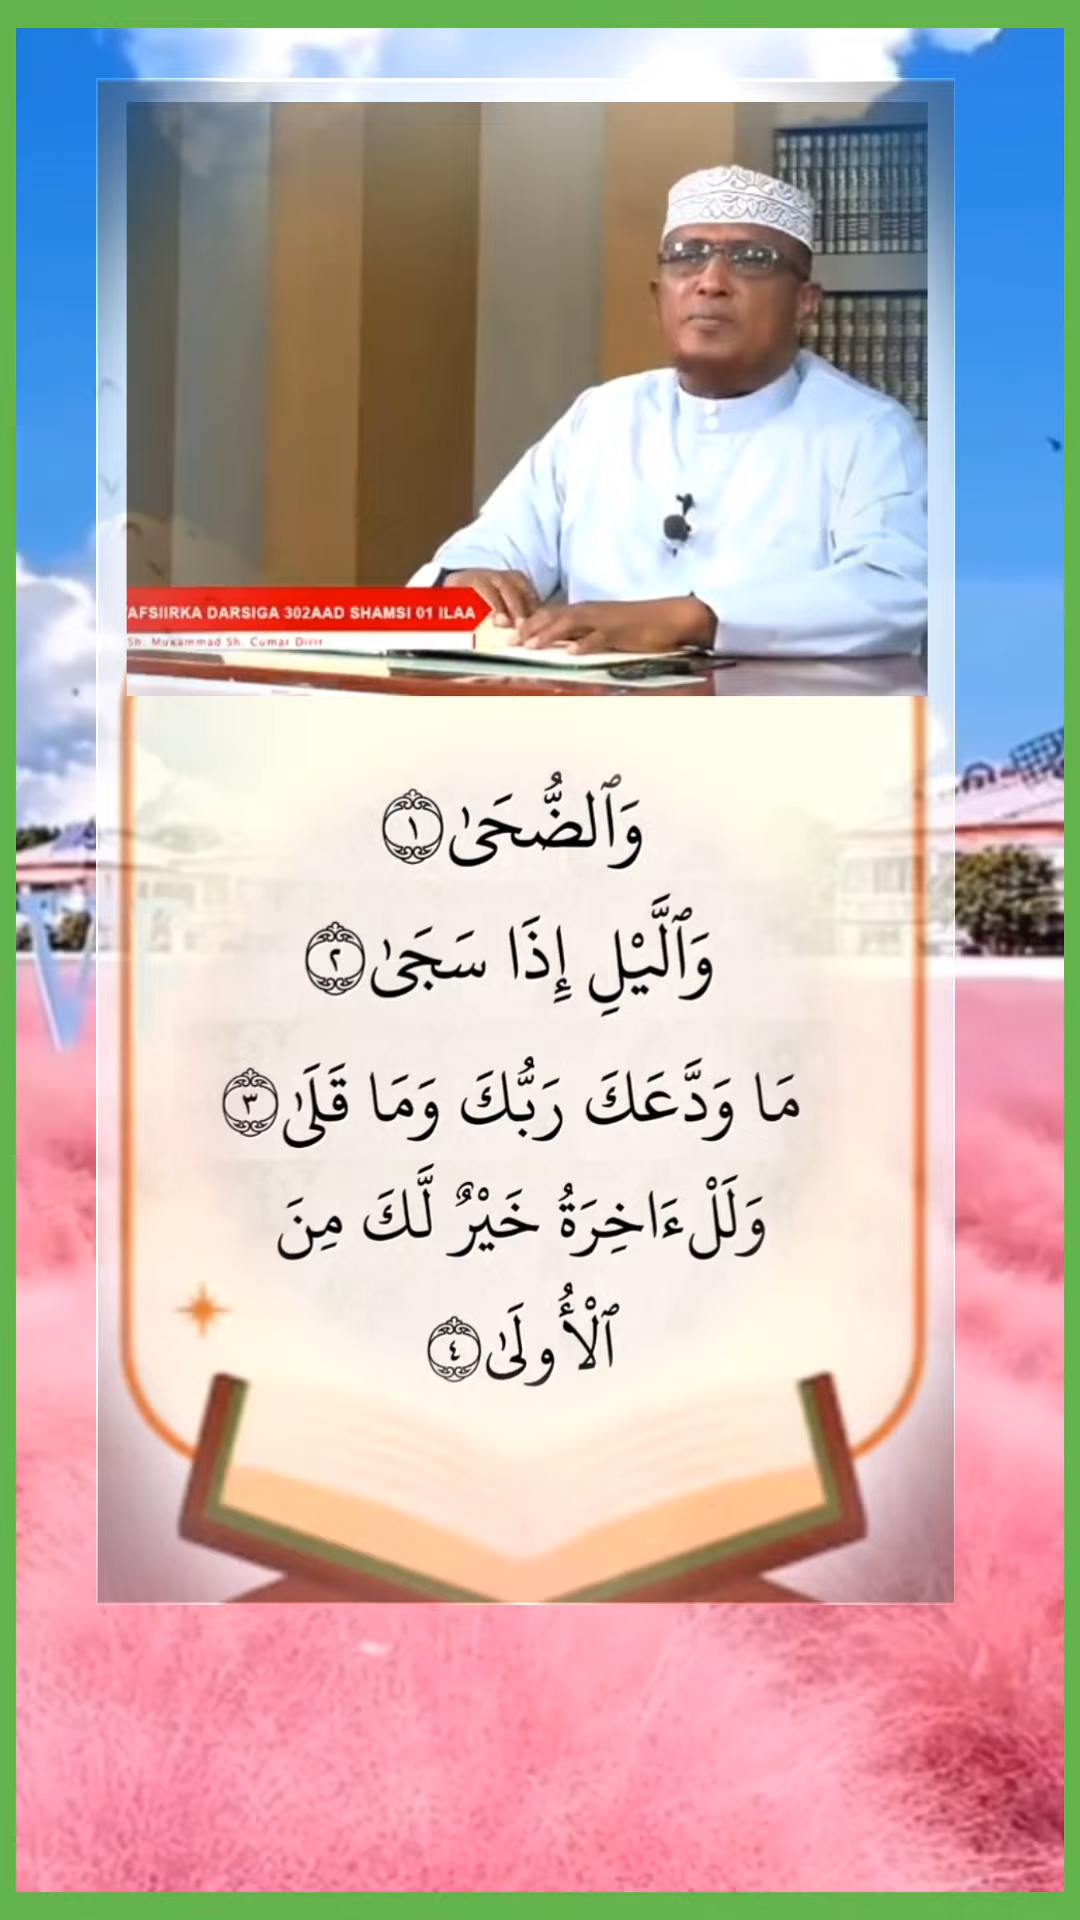 TAFSIIRKA DARSIGA 302AAD SHAMSI 01 ILAA
Sh. Muxammad Sh. Cumar Dirir
وَٱلضُّحَىٰ ١
وَٱلَّيْلِ إِذَا سَجَىٰ ٢
مَا وَدَّعَكَ رَبُّكَ وَمَا قَلَىٰ ٣
وَلَلْءَاخِرَةُ خَيْرٌ لَّكَ مِنَ
ٱلْأُولَىٰ ٤